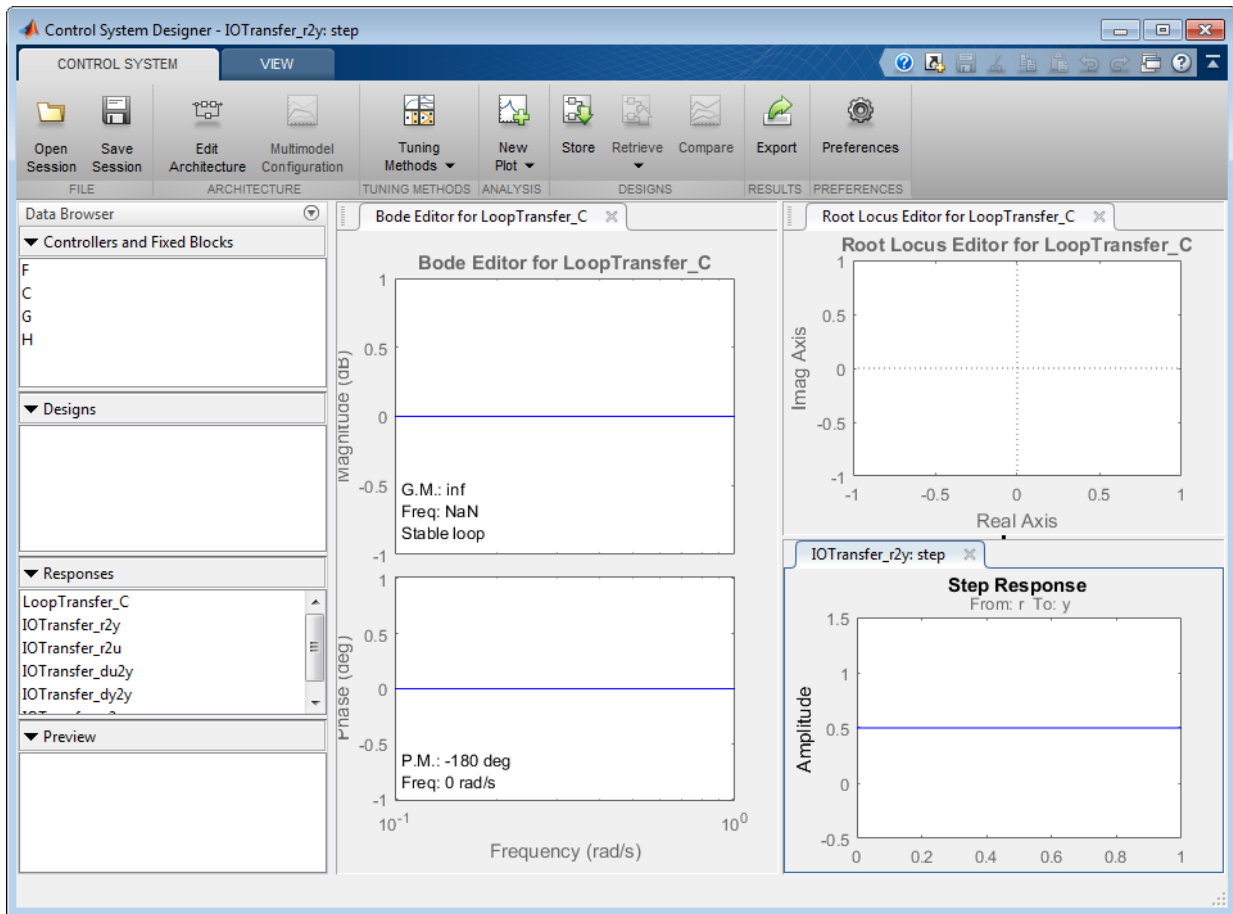 Control System Designer - IOTransfer_r2y: step
CONTROL SYSTEM
VIEW
Open Session
Save Session
Edit Architecture
Multimodel Configuration
Tuning Methods
New Plot
Store
Retrieve
Compare
Export
Preferences
FILE
ARCHITECTURE
TUNING METHODS
ANALYSIS
DESIGNS
RESULTS
PREFERENCES
Data Browser
Controllers and Fixed Blocks
F
C
G
H
Designs
Responses
LoopTransfer_C
IOTransfer_r2y
IOTransfer_r2u
IOTransfer_du2y
IOTransfer_dy2y
Preview
Bode Editor for LoopTransfer_C
Bode Editor for LoopTransfer_C
Magnitude (dB)
1
0.5
0
-0.5
-1
G.M.: inf
Freq: NaN
Stable loop
Phase (deg)
1
0.5
0
-0.5
-1
P.M.: -180 deg
Freq: 0 rad/s
10^-1
10^0
Frequency (rad/s)
Root Locus Editor for LoopTransfer_C
Root Locus Editor for LoopTransfer_C
Imag Axis
1
0.5
0
-0.5
-1
-1
-0.5
0
0.5
1
Real Axis
IOTransfer_r2y: step
Step Response
From: r To: y
Amplitude
1.5
1
0.5
0
-0.5
0
0.2
0.4
0.6
0.8
1